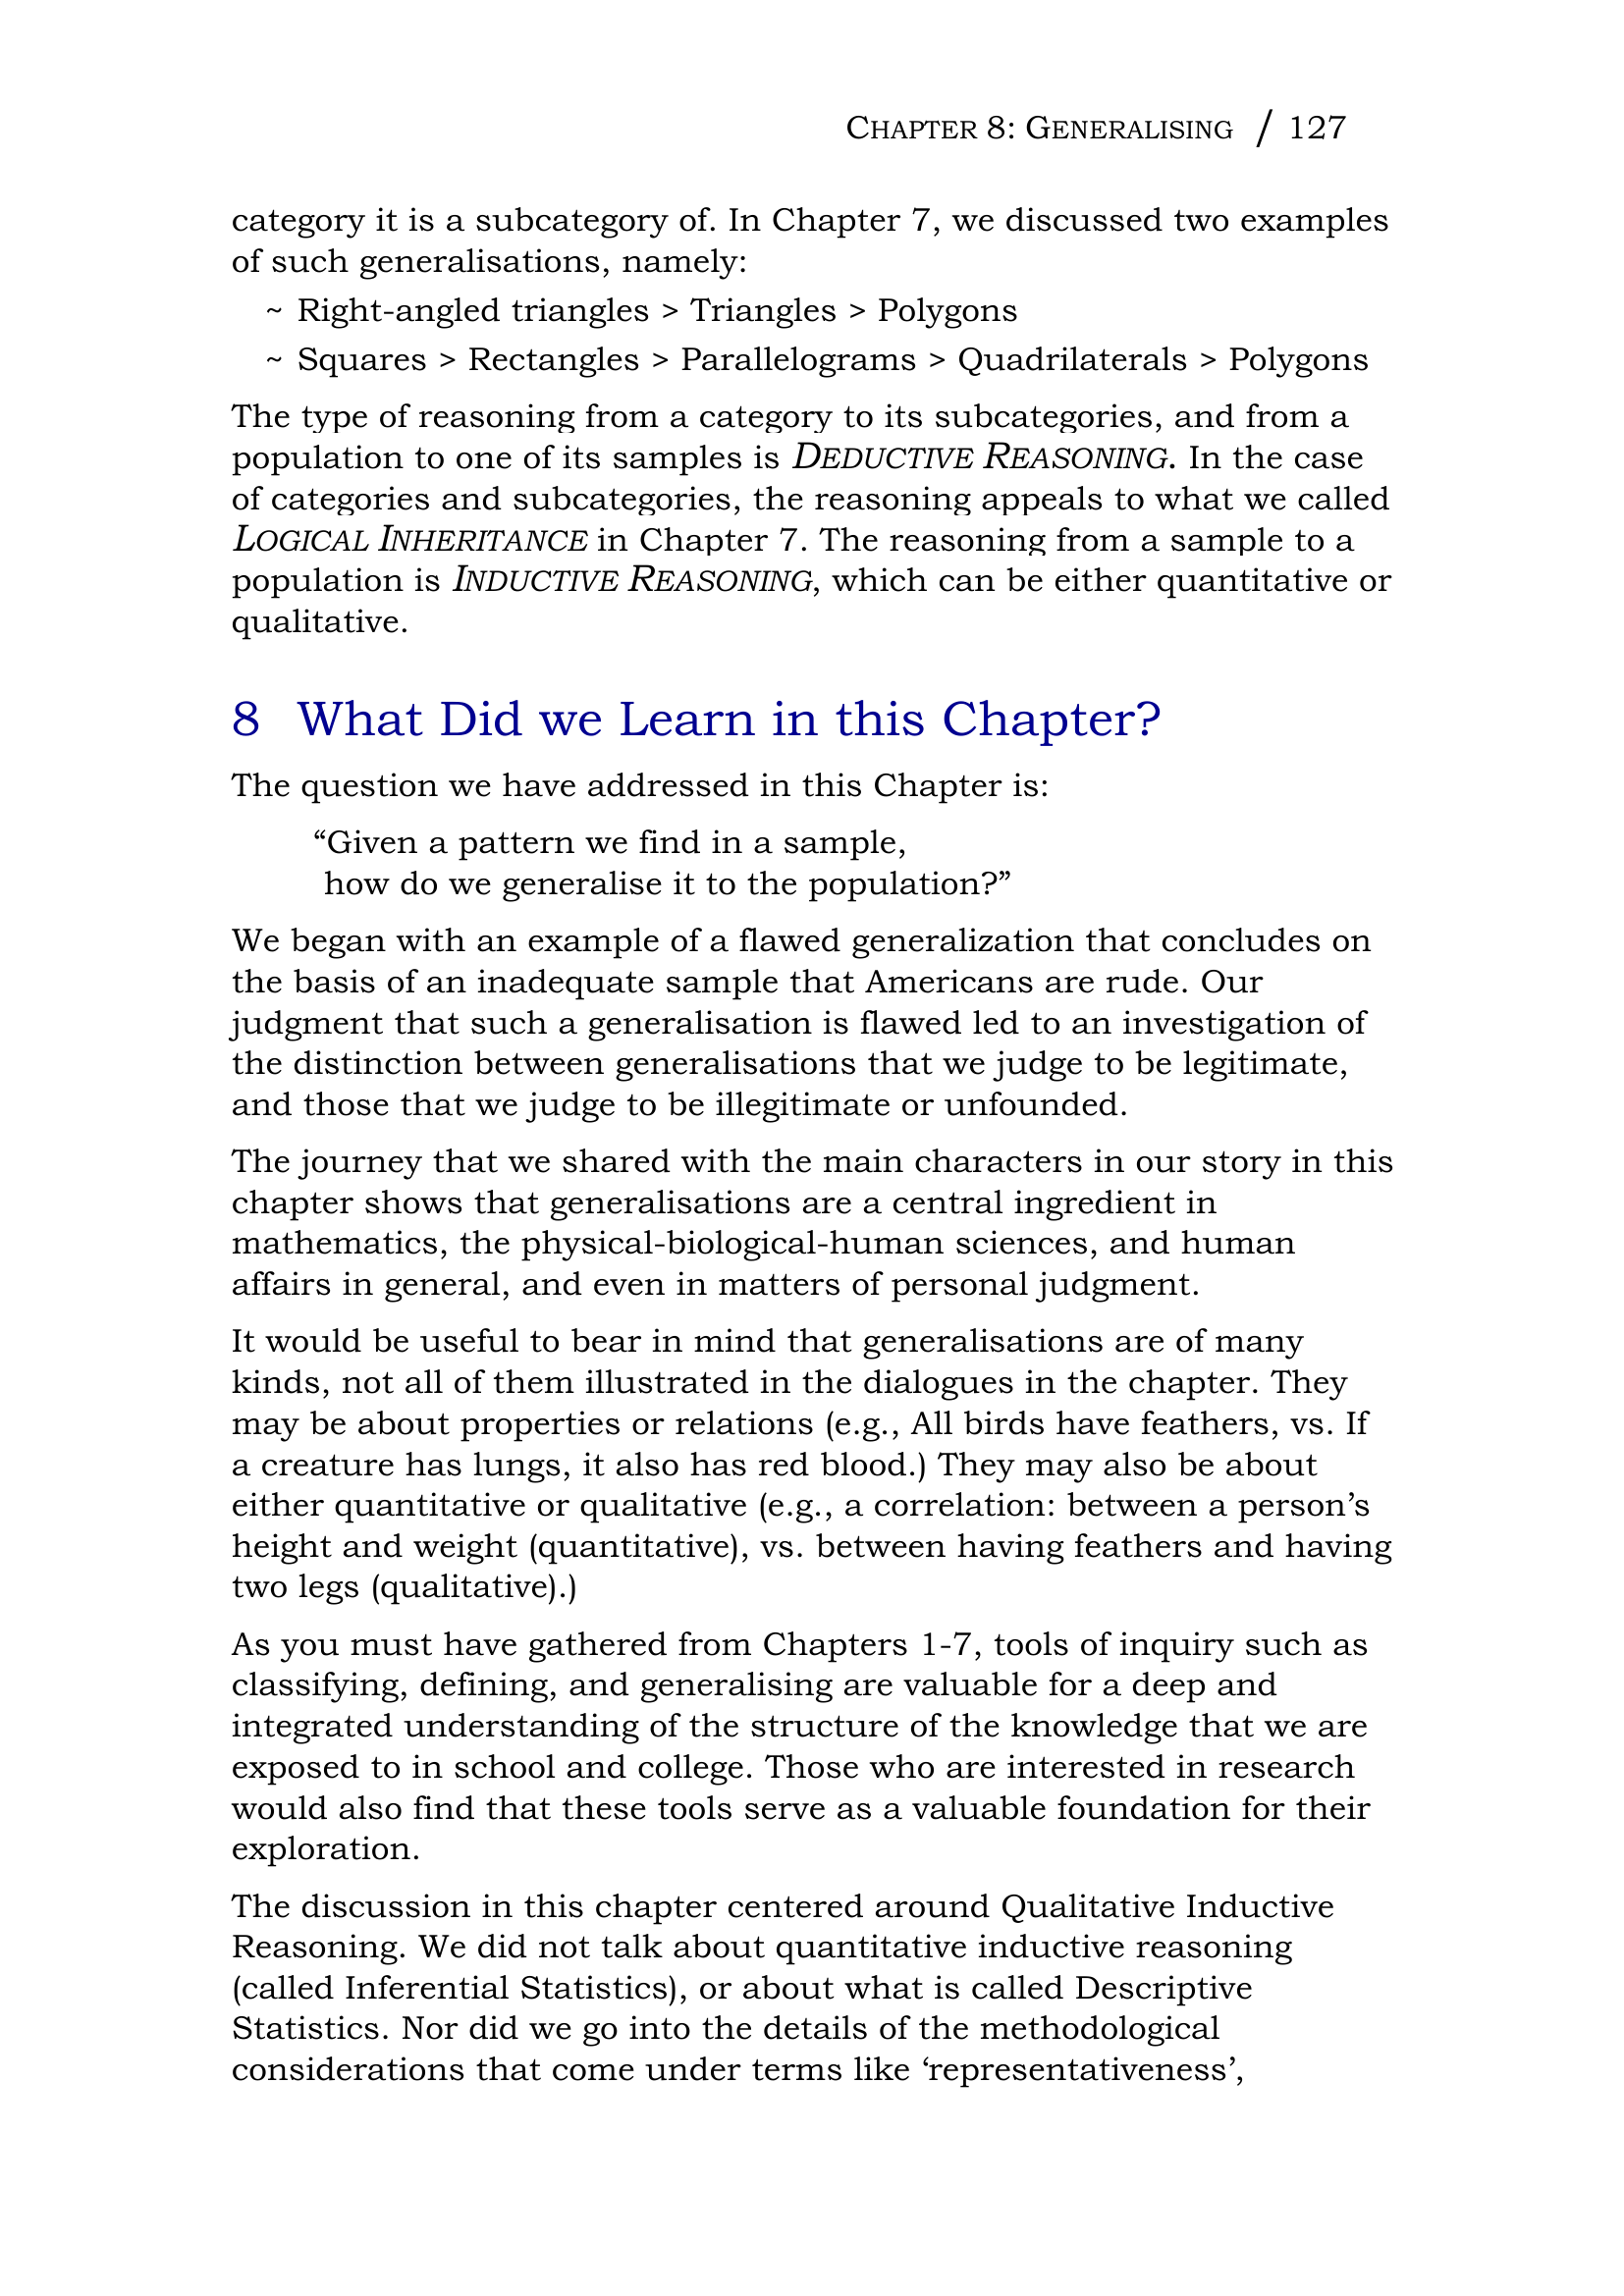 CHAPTER 8: GENERALISING / 127
category it is a subcategory of. In Chapter 7, we discussed two examples
of such generalisations, namely:
~ Right-angled triangles > Triangles > Polygons
~ Squares > Rectangles > Parallelograms > Quadrilaterals > Polygons
The type of reasoning from a category to its subcategories, and from a
population to one of its samples is DEDUCTIVE REASONING. In the case
of categories and subcategories, the reasoning appeals to what we called
LOGICAL INHERITANCE in Chapter 7. The reasoning from a sample to a
population is INDUCTIVE REASONING, which can be either quantitative or
qualitative.
8 What Did we Learn in this Chapter?
The question we have addressed in this Chapter is:
“Given a pattern we find in a sample,
how do we generalise it to the population?”
We began with an example of a flawed generalization that concludes on
the basis of an inadequate sample that Americans are rude. Our
judgment that such a generalisation is flawed led to an investigation of
the distinction between generalisations that we judge to be legitimate,
and those that we judge to be illegitimate or unfounded.
The journey that we shared with the main characters in our story in this
chapter shows that generalisations are a central ingredient in
mathematics, the physical-biological-human sciences, and human
affairs in general, and even in matters of personal judgment.
It would be useful to bear in mind that generalisations are of many
kinds, not all of them illustrated in the dialogues in the chapter. They
may be about properties or relations (e.g., All birds have feathers, vs. If
a creature has lungs, it also has red blood.) They may also be about
either quantitative or qualitative (e.g., a correlation: between a person’s
height and weight (quantitative), vs. between having feathers and having
two legs (qualitative).)
As you must have gathered from Chapters 1-7, tools of inquiry such as
classifying, defining, and generalising are valuable for a deep and
integrated understanding of the structure of the knowledge that we are
exposed to in school and college. Those who are interested in research
would also find that these tools serve as a valuable foundation for their
exploration.
The discussion in this chapter centered around Qualitative Inductive
Reasoning. We did not talk about quantitative inductive reasoning
(called Inferential Statistics), or about what is called Descriptive
Statistics. Nor did we go into the details of the methodological
considerations that come under terms like ‘representativeness’,